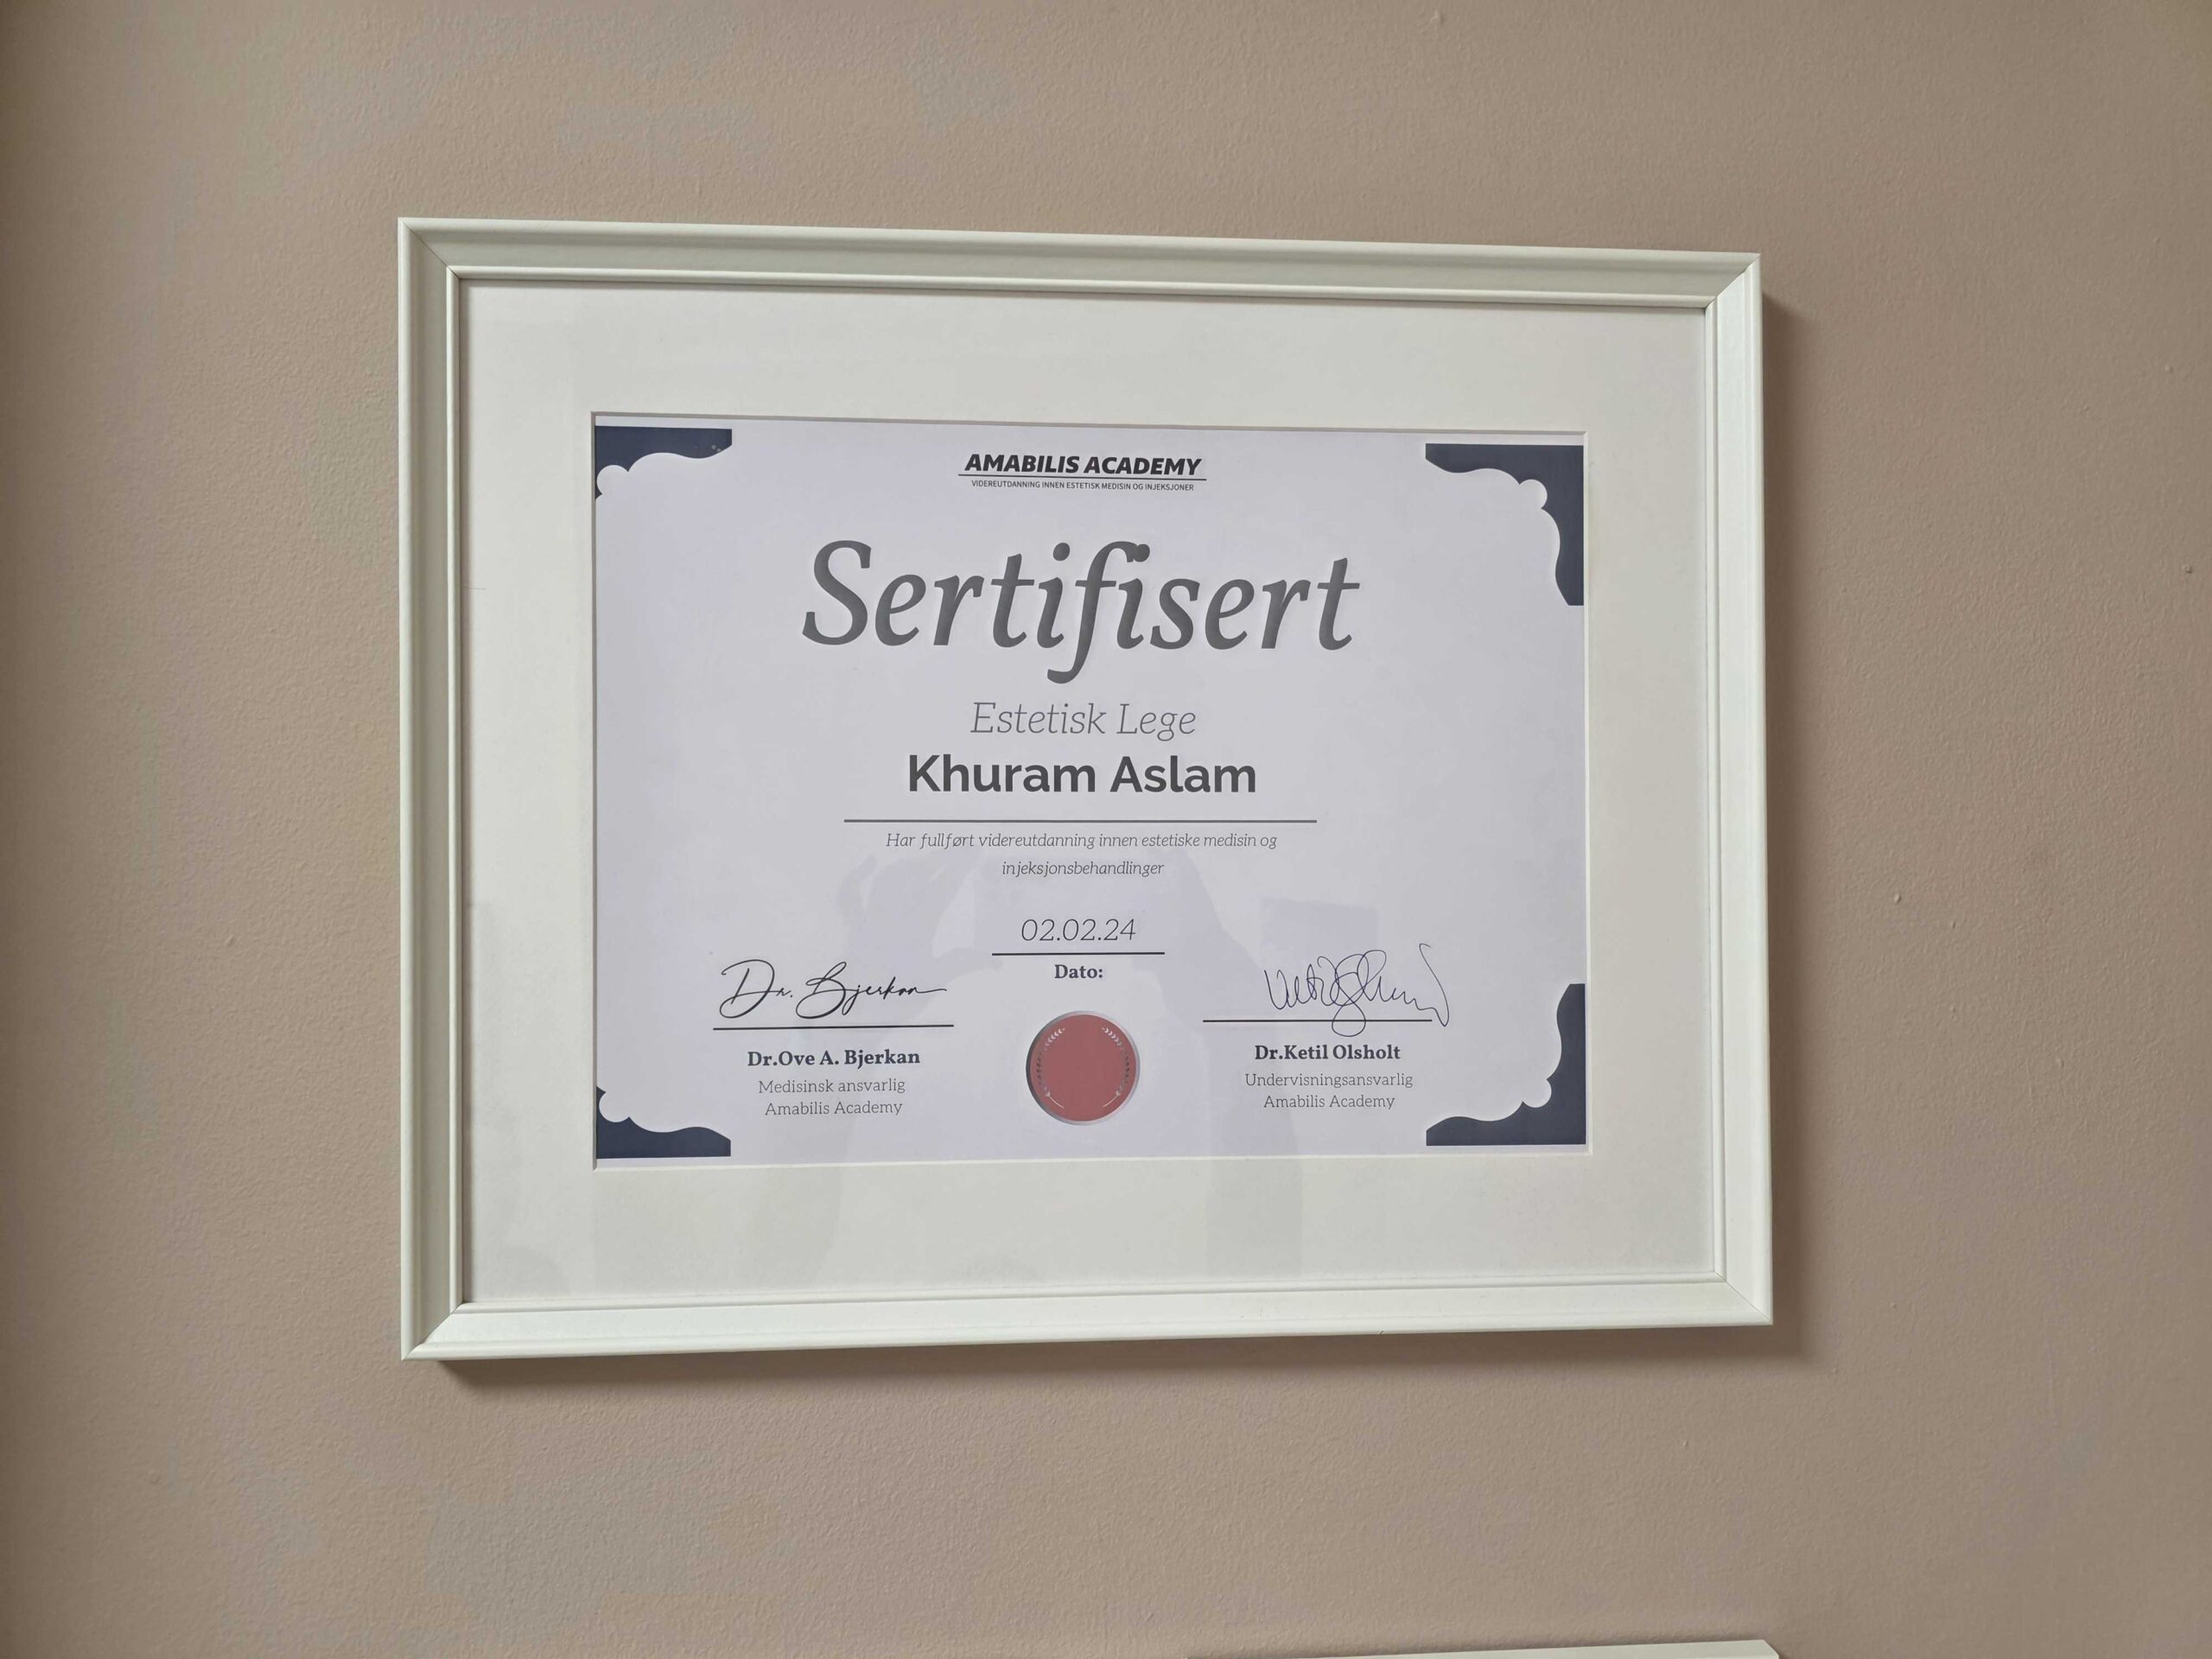 AMABILIS ACADEMY
VIDEREUTDANNING INNEN ESTETISK MEDISIN OG INJEKSJONER
Sertifisert
Estetisk Lege
Khuram Aslam
Har fullført videreutdanning innen estetiske medisin og
injeksjonsbehandlinger
02.02.24
Dato:
Dr. Bjerkan
Dr.Ove A. Bjerkan
Medisinsk ansvarlig
Amabilis Academy
Dr.Ketil Olsholt
Undervisningsansvarlig
Amabilis Academy